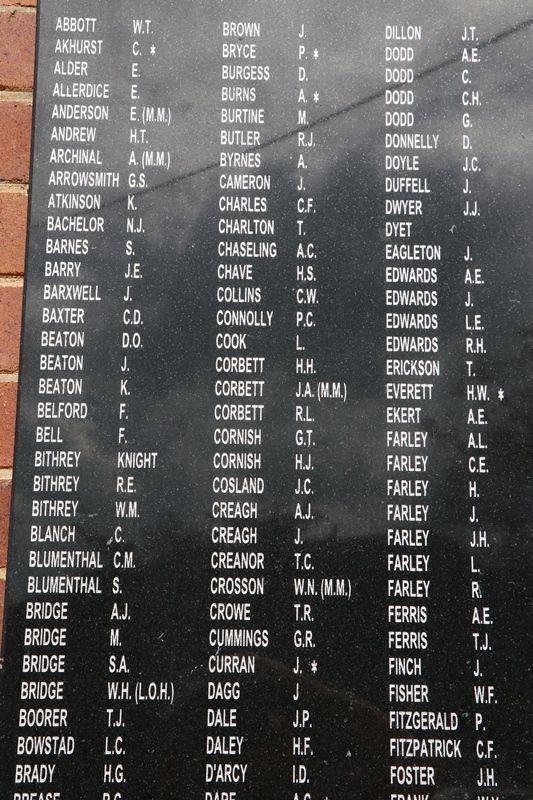 ABBOTT W.T.
AKHURST C. *
ALDER E.
ALLERDICE E.
ANDERSON E. (M.M.)
ANDREW H.T.
ARCHINAL A. (M.M.)
ARROWSMITH G.S.
ATKINSON K.
BACHELOR N.J.
BARNES S.
BARRY J.E.
BARXWELL J.
BAXTER C.D.
BEATON D.O.
BEATON J.
BEATON K.
BELFORD F.
BELL F.
BITHREY KNIGHT
BITHREY R.E.
BITHREY W.M.
BLANCH C.
BLUMENTHAL C.M.
BLUMENTHAL S.
BRIDGE A.J.
BRIDGE M.
BRIDGE S.A.
BRIDGE W.H. (L.O.H.)
BOORER T.J.
BOWSTAD L.C.
BRADY H.G.
BROWN J.
BRYCE P. *
BURGESS D.
BURNS A. *
BURTINE M.
BUTLER R.J.
BYRNES A.
CAMERON J.
CHARLES C.F.
CHARLTON T.
CHASELING A.C.
CHAVE H.S.
COLLINS C.W.
CONNOLLY P.C.
COOK L.
CORBETT H.H.
CORBETT J.A. (M.M.)
CORBETT R.L.
CORNISH G.T.
CORNISH H.J.
COSLAND J.C.
CREAGH A.J.
CREAGH J.
CREANOR T.C.
CROSSON W.N. (M.M.)
CROWE T.R.
CUMMINGS G.R.
CURRAN J. *
DAGG J
DALE J.P.
DALEY H.F.
D'ARCY I.D.
DILLON J.T.
DODD A.E.
DODD C.
DODD C.H.
DODD G.
DONNELLY D.
DOYLE J.C.
DUFFELL J.
DWYER J.J.
DYET
EAGLETON J.
EDWARDS A.E.
EDWARDS J.
EDWARDS L.E.
EDWARDS R.H.
ERICKSON T.
EVERETT H.W. *
EKERT A.E.
FARLEY A.L.
FARLEY C.E.
FARLEY H.
FARLEY J.
FARLEY J.H.
FARLEY L.
FARLEY R.
FERRIS A.E.
FERRIS T.J.
FINCH J.
FISHER W.F.
FITZGERALD P.
FITZPATRICK C.F.
FOSTER J.H.